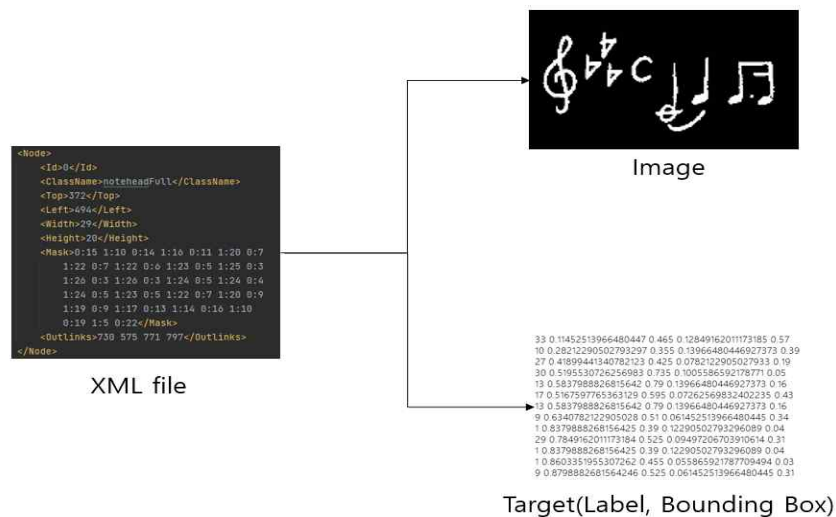 <Node>
<Id>0</Id>
<ClassName>noteheadFull</ClassName>
<Top>372</Top>
<Left>494</Left>
<Width>29</Width>
<Height>20</Height>
<Mask>0:15 1:10 0:14 1:16 0:11 1:20 0:7
1:22 0:7 1:22 0:6 1:23 0:5 1:25 0:3
1:26 0:3 1:26 0:3 1:24 0:5 1:24 0:4
1:24 0:5 1:23 0:5 1:22 0:7 1:20 0:9
1:19 0:9 1:17 0:13 1:14 0:16 1:10
0:19 1:5 0:22</Mask>
<Outlinks>730 575 771 797</Outlinks>
</Node>
XML file
Image
33 0.11452513966480447 0.465 0.12849162011173185 0.57
10 0.28212290502793297 0.355 0.13966480446927373 0.39
27 0.41899441340782123 0.425 0.0782122905027933 0.19
30 0.5195530726256983 0.735 0.1005586592178771 0.05
13 0.5837988826815642 0.79 0.13966480446927373 0.16
17 0.5167597765363129 0.595 0.07262569832402235 0.43
13 0.5837988826815642 0.79 0.13966480446927373 0.16
9 0.6340782122905028 0.51 0.061452513966480445 0.34
1 0.8379888268156425 0.39 0.12290502793296089 0.04
29 0.7849162011173184 0.525 0.09497206703910614 0.31
1 0.8379888268156425 0.39 0.12290502793296089 0.04
1 0.8603351955307262 0.455 0.055865921787709494 0.03
9 0.8798882681564246 0.525 0.061452513966480445 0.31
Target(Label, Bounding Box)